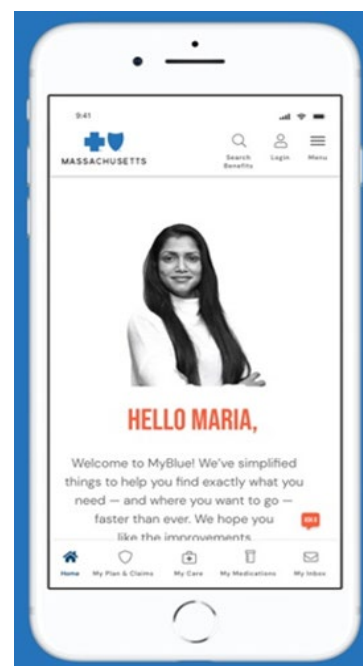 9:41
MASSACHUSETTS
Search Benefits
Login
Menu
HELLO MARIA,
Welcome to MyBlue! We've simplified
things to help you find exactly what you
need — and where you want to go —
faster than ever. We hope you
like the improvements
Home
My Plan & Claims
My Care
My Medications
My Inbox